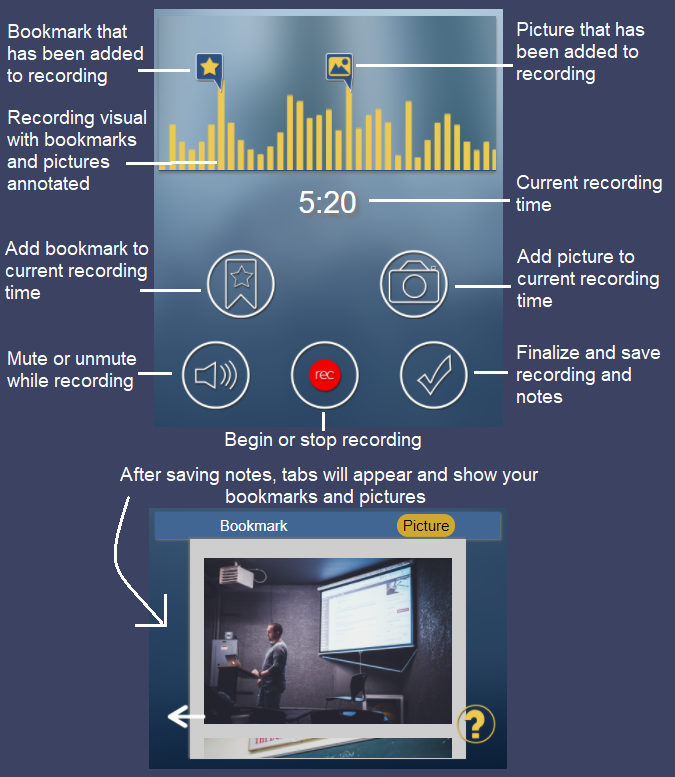 Bookmark that
has been added
to recording
Picture that has
been added to
recording
Recording visual
with bookmarks
and pictures
annotated
5:20
Current recording
time
Add bookmark to
current recording
time
Add picture to
current recording
time
Mute or unmute
while recording
rec
Finalize and save
recording and
notes
Begin or stop recording
After saving notes, tabs will appear and show your
bookmarks and pictures
Bookmark
Picture
?